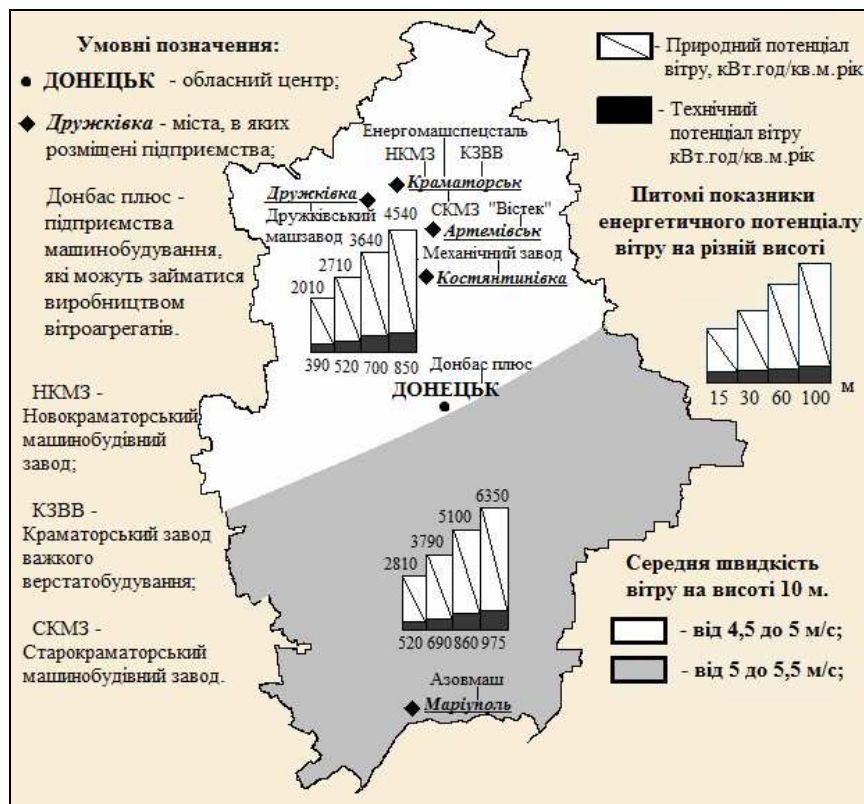 Умовні позначення:
ДОНЕЦЬК - обласний центр;
Дружківка - міста, в яких
розміщені підприємства;
Донбас плюс -
підприємства
машинобудування,
які можуть займатися
виробництвом
вітроагрегатів.
НКМЗ -
Новокраматорський
машинобудівний
завод;
КЗВВ -
Краматорський завод
важкого
верстатобудування;
СКМЗ -
Старокраматорський
машинобудівний завод.
Енергомашспецсталь
НКМЗ КЗВВ
Краматорськ
Дружківка
Дружківський
машзавод
СКМЗ "Вістек"
Артемівськ
Механічний завод
Костянтинівка
2010 2710 3640 4540
390 520 700 850
Донбас плюс
ДОНЕЦЬК
2810 3790 5100 6350
520 690 860 975
Азовмаш
Маріуполь
- Природний потенціал
вітру, кВт.год/кв.м.рік
- Технічний
потенціал вітру
кВт.год/кв.м.рік
Питомі показники
енергетичного потенціалу
вітру на різній висоті
15 30 60 100 м
Середня швидкість
вітру на висоті 10 м.
- від 4,5 до 5 м/с;
- від 5 до 5,5 м/с;